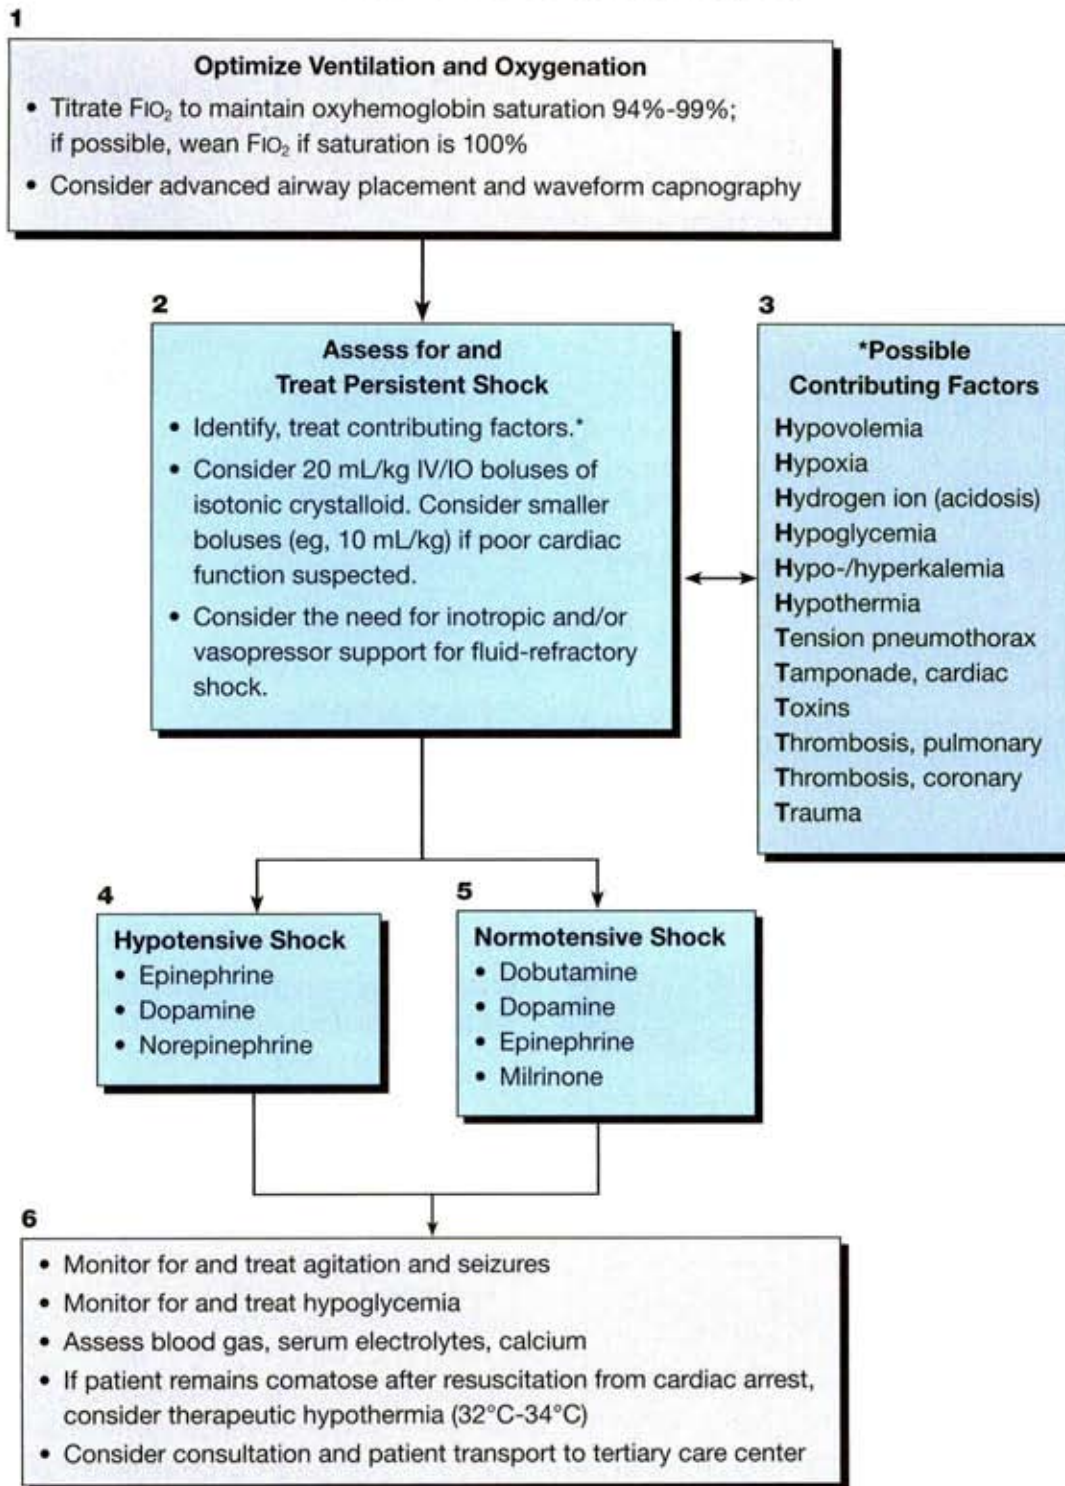 1
Optimize Ventilation and Oxygenation
• Titrate FIO₂ to maintain oxyhemoglobin saturation 94%-99%;
if possible, wean FIO₂ if saturation is 100%
• Consider advanced airway placement and waveform capnography
2
Assess for and
Treat Persistent Shock
• Identify, treat contributing factors.*
• Consider 20 mL/kg IV/IO boluses of
isotonic crystalloid. Consider smaller
boluses (eg, 10 mL/kg) if poor cardiac
function suspected.
• Consider the need for inotropic and/or
vasopressor support for fluid-refractory
shock.
3
*Possible
Contributing Factors
Hypovolemia
Hypoxia
Hydrogen ion (acidosis)
Hypoglycemia
Hypo-/hyperkalemia
Hypothermia
Tension pneumothorax
Tamponade, cardiac
Toxins
Thrombosis, pulmonary
Thrombosis, coronary
Trauma
4
Hypotensive Shock
• Epinephrine
• Dopamine
• Norepinephrine
5
Normotensive Shock
• Dobutamine
• Dopamine
• Epinephrine
• Milrinone
6
• Monitor for and treat agitation and seizures
• Monitor for and treat hypoglycemia
• Assess blood gas, serum electrolytes, calcium
• If patient remains comatose after resuscitation from cardiac arrest,
consider therapeutic hypothermia (32°C-34°C)
• Consider consultation and patient transport to tertiary care center